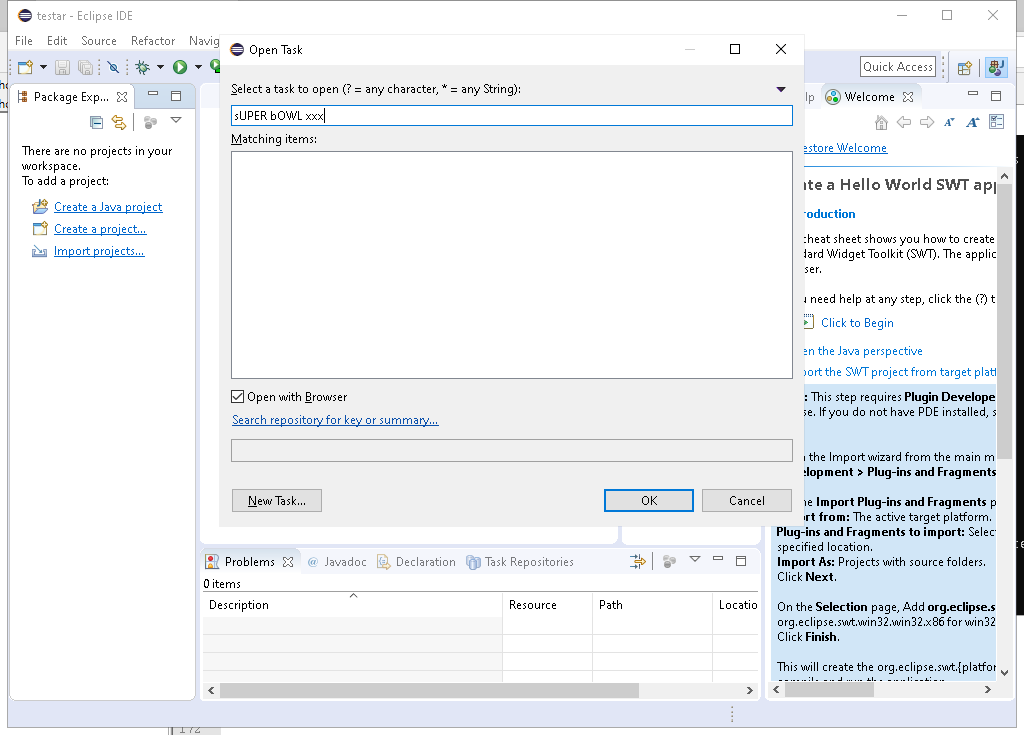 testar - Eclipse IDE
File Edit Source Refactor Navig
Quick Access
Package Exp...
There are no projects in your
workspace.
To add a project:
Create a Java project
Create a project...
Import projects...
Open Task
Select a task to open (? = any character, * = any String):
sUPER bOWL xxx
Matching items:
Open with Browser
Search repository for key or summary...
New Task...
OK
Cancel
lp
Welcome
estore Welcome
te a Hello World SWT app
roduction
cheat sheet shows you how to create
dard Widget Toolkit (SWT). The applic
ser.
u need help at any step, click the (?) t
Click to Begin
en the Java perspective
port the SWT project from target platf
: This step requires Plugin Develope
se. If you do not have PDE installed, s
the Import wizard from the main m
elopment > Plug-ins and Fragments
he Import Plug-ins and Fragments p
rt from: The active target platform.
Plug-ins and Fragments to import: Selec
specified location.
Import As: Projects with source folders.
Click Next.
On the Selection page, Add org.eclipse.s
org.eclipse.swt.win32.win32.x86 for win32
Click Finish.
This will create the org.eclipse.swt.{platfor
Problems
@ Javadoc
Declaration
Task Repositories
0 items
Description Resource Path Locatio
172